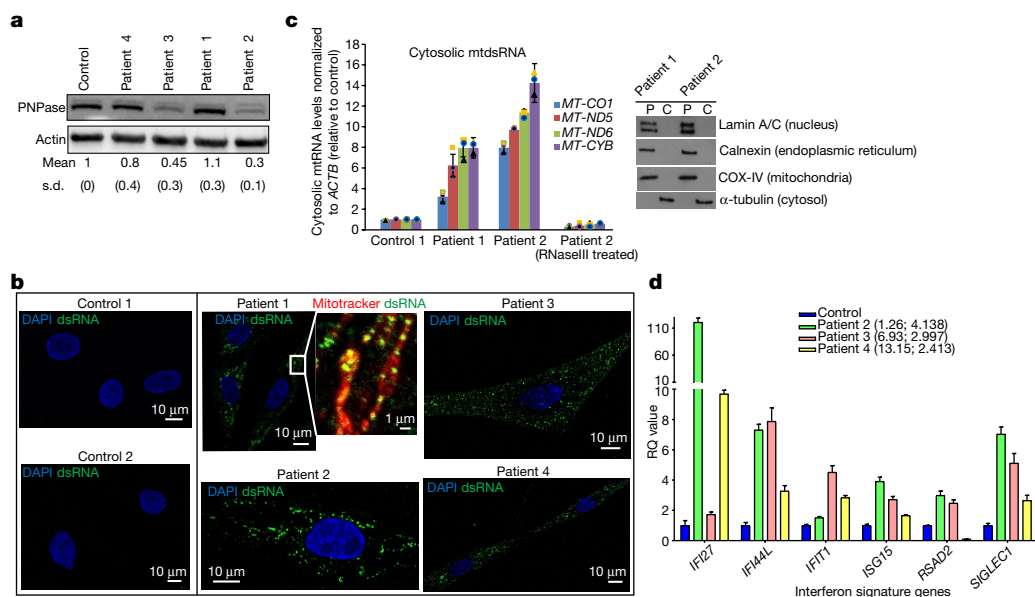 a
Control
Patient 4
Patient 3
Patient 1
Patient 2
PNPase
Actin
Mean 1 0.8 0.45 1.1 0.3
s.d. (0) (0.4) (0.3) (0.3) (0.1)
c
Cytosolic mtRNA levels normalized
to ACTB (relative to control)
18
16
14
12
10
8
6
4
2
0
Cytosolic mtdsRNA
MT-CO1
MT-ND5
MT-ND6
MT-CYB
Control 1 Patient 1 Patient 2 Patient 2
(RNaseIII treated)
Patient 1 Patient 2
P C P C
Lamin A/C (nucleus)
Calnexin (endoplasmic reticulum)
COX-IV (mitochondria)
α-tubulin (cytosol)
b
Control 1
DAPI dsRNA
10 μm
Control 2
DAPI dsRNA
10 μm
Patient 1
DAPI dsRNA
10 μm
Mitotracker dsRNA
1 μm
Patient 3
DAPI dsRNA
10 μm
Patient 2
DAPI dsRNA
10 μm
Patient 4
DAPI dsRNA
10 μm
d
RQ value
110
60
10
10
8
6
4
2
0
Control
Patient 2 (1.26; 4.138)
Patient 3 (6.93; 2.997)
Patient 4 (13.15; 2.413)
IFI27
IFI44L
IFIT1
ISG15
RSAD2
SIGLEC1
Interferon signature genes